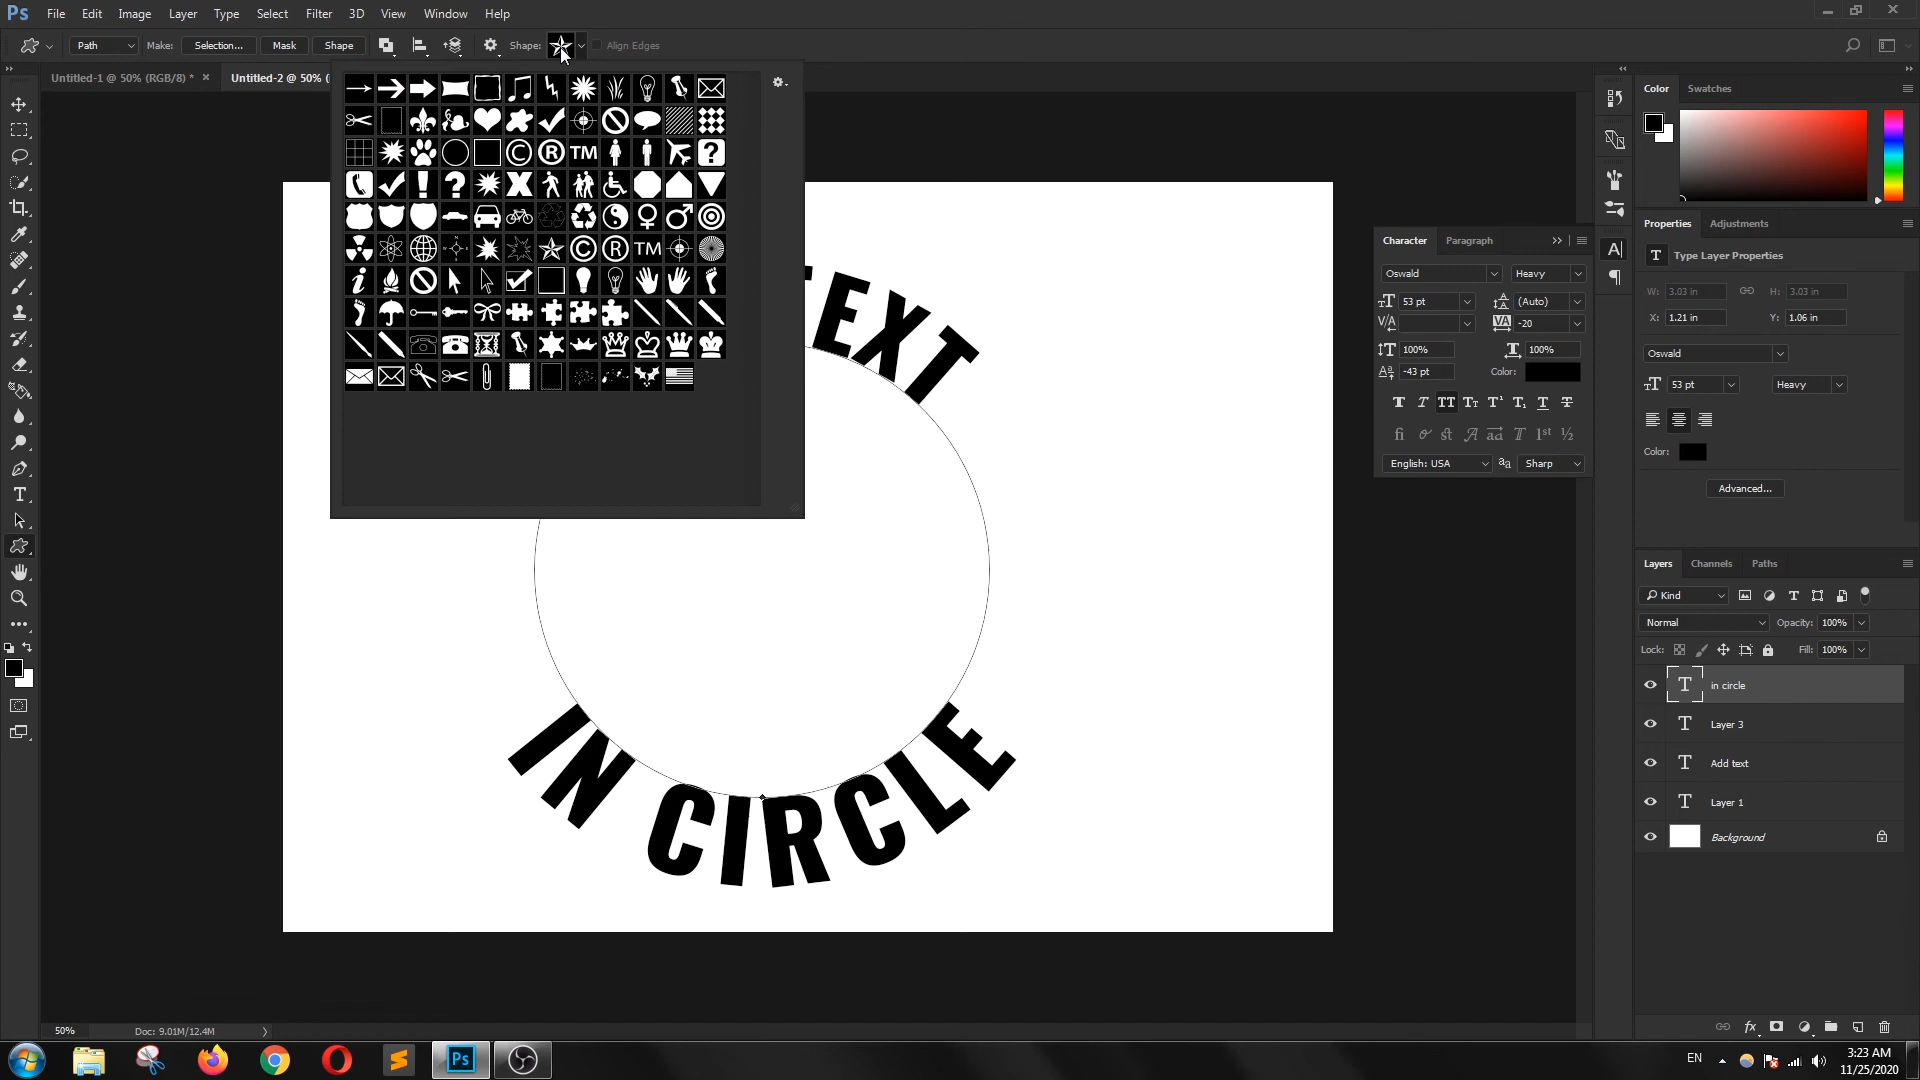 Ps File Edit Image Layer Type Select Filter 3D View Window Help
Path Make: Selection... Mask Shape Shape: Align Edges
Untitled-1 @ 50% (RGB/8) * × Untitled-2 @ 50% (
Color Swatches
TM
TM
Properties Adjustments
Type Layer Properties
W: 3.03 in H: 3.03 in
X: 1.21 in Y: 1.06 in
Oswald
53 pt Heavy
Color:
Advanced...
Character Paragraph
Oswald Heavy
53 pt (Auto)
-20
100% 100%
-43 pt Color:
English: USA Sharp
EXT
IN CIRCLE
Layers Channels Paths
Kind
Normal Opacity: 100%
Lock: Fill: 100%
in circle
Layer 3
Add text
Layer 1
Background
50% Doc: 9.01M/12.4M
Ps EN 3:23 AM
11/25/2020